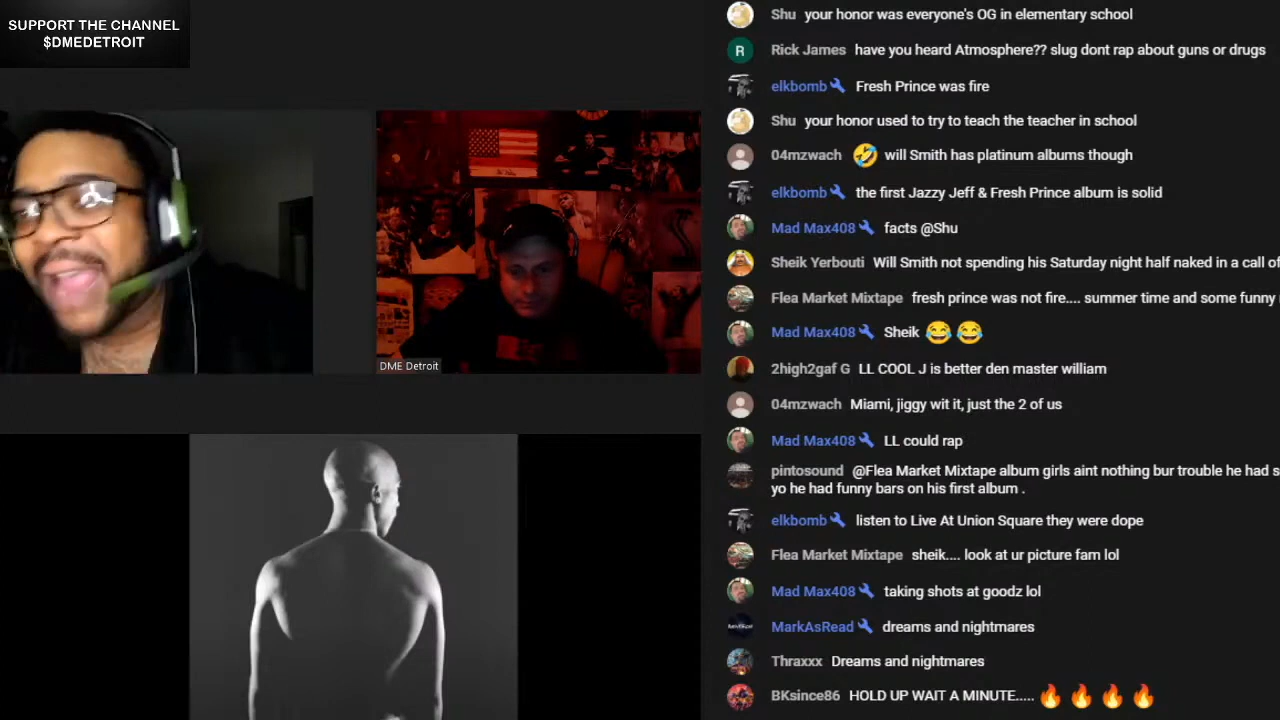 SUPPORT THE CHANNEL
$DMEDETROIT
DME Detroit
Shu your honor was everyone's OG in elementary school
R Rick James have you heard Atmosphere?? slug dont rap about guns or drugs
elkbomb Fresh Prince was fire
Shu your honor used to try to teach the teacher in school
04mzwach 🤣 will Smith has platinum albums though
elkbomb the first Jazzy Jeff & Fresh Prince album is solid
Mad Max408 facts @Shu
Sheik Yerbouti Will Smith not spending his Saturday night half naked in a call of
Flea Market Mixtape fresh prince was not fire.... summer time and some funny
Mad Max408 Sheik 😂 😂
2high2gaf G LL COOL J is better den master william
04mzwach Miami, jiggy wit it, just the 2 of us
Mad Max408 LL could rap
pintosound @Flea Market Mixtape album girls aint nothing bur trouble he had s
yo he had funny bars on his first album .
elkbomb listen to Live At Union Square they were dope
Flea Market Mixtape sheik.... look at ur picture fam lol
Mad Max408 taking shots at goodz lol
MarkAsRead dreams and nightmares
Thraxxx Dreams and nightmares
BKsince86 HOLD UP WAIT A MINUTE..... 🔥 🔥 🔥 🔥